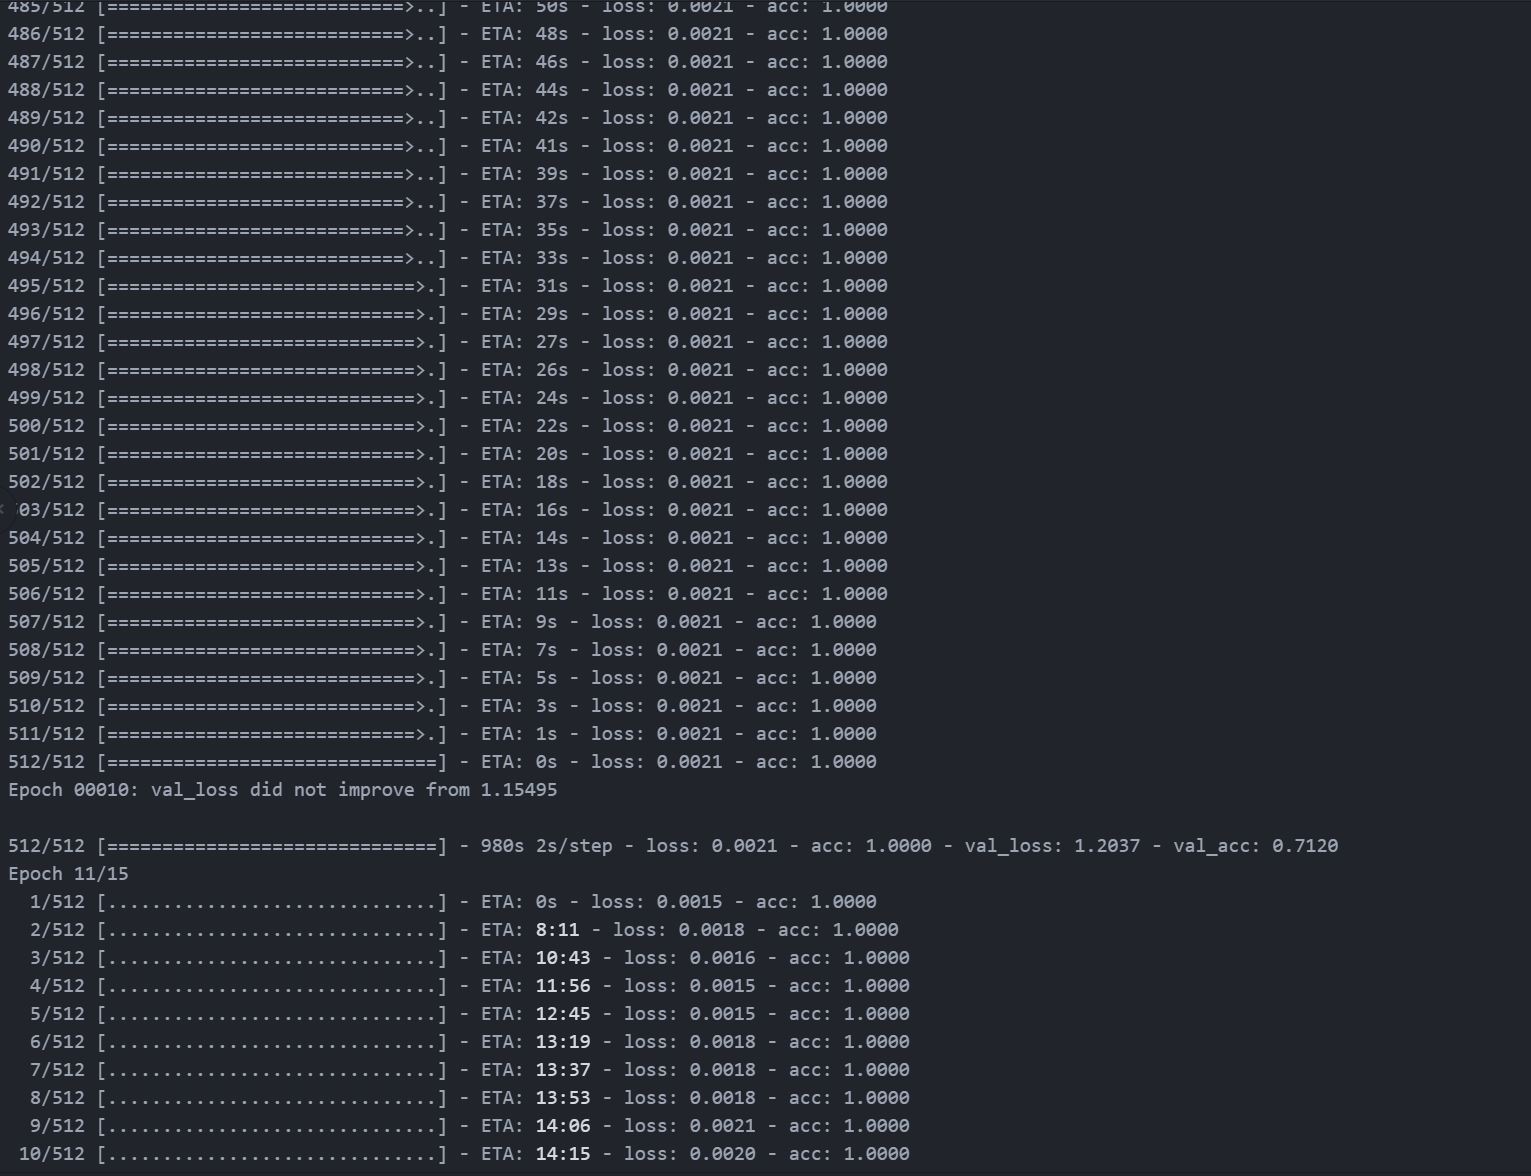 485/512 [===========================>..] - ETA: 50s - loss: 0.0021 - acc: 1.0000
486/512 [===========================>..] - ETA: 48s - loss: 0.0021 - acc: 1.0000
487/512 [===========================>..] - ETA: 46s - loss: 0.0021 - acc: 1.0000
488/512 [===========================>..] - ETA: 44s - loss: 0.0021 - acc: 1.0000
489/512 [===========================>..] - ETA: 42s - loss: 0.0021 - acc: 1.0000
490/512 [===========================>..] - ETA: 41s - loss: 0.0021 - acc: 1.0000
491/512 [===========================>..] - ETA: 39s - loss: 0.0021 - acc: 1.0000
492/512 [===========================>..] - ETA: 37s - loss: 0.0021 - acc: 1.0000
493/512 [===========================>..] - ETA: 35s - loss: 0.0021 - acc: 1.0000
494/512 [===========================>..] - ETA: 33s - loss: 0.0021 - acc: 1.0000
495/512 [============================>.] - ETA: 31s - loss: 0.0021 - acc: 1.0000
496/512 [============================>.] - ETA: 29s - loss: 0.0021 - acc: 1.0000
497/512 [============================>.] - ETA: 27s - loss: 0.0021 - acc: 1.0000
498/512 [============================>.] - ETA: 26s - loss: 0.0021 - acc: 1.0000
499/512 [============================>.] - ETA: 24s - loss: 0.0021 - acc: 1.0000
500/512 [============================>.] - ETA: 22s - loss: 0.0021 - acc: 1.0000
501/512 [============================>.] - ETA: 20s - loss: 0.0021 - acc: 1.0000
502/512 [============================>.] - ETA: 18s - loss: 0.0021 - acc: 1.0000
03/512 [============================>.] - ETA: 16s - loss: 0.0021 - acc: 1.0000
504/512 [============================>.] - ETA: 14s - loss: 0.0021 - acc: 1.0000
505/512 [============================>.] - ETA: 13s - loss: 0.0021 - acc: 1.0000
506/512 [============================>.] - ETA: 11s - loss: 0.0021 - acc: 1.0000
507/512 [============================>.] - ETA: 9s - loss: 0.0021 - acc: 1.0000
508/512 [============================>.] - ETA: 7s - loss: 0.0021 - acc: 1.0000
509/512 [============================>.] - ETA: 5s - loss: 0.0021 - acc: 1.0000
510/512 [============================>.] - ETA: 3s - loss: 0.0021 - acc: 1.0000
511/512 [============================>.] - ETA: 1s - loss: 0.0021 - acc: 1.0000
512/512 [==============================] - ETA: 0s - loss: 0.0021 - acc: 1.0000
Epoch 00010: val_loss did not improve from 1.15495
512/512 [==============================] - 980s 2s/step - loss: 0.0021 - acc: 1.0000 - val_loss: 1.2037 - val_acc: 0.7120
Epoch 11/15
1/512 [..............................] - ETA: 0s - loss: 0.0015 - acc: 1.0000
2/512 [..............................] - ETA: 8:11 - loss: 0.0018 - acc: 1.0000
3/512 [..............................] - ETA: 10:43 - loss: 0.0016 - acc: 1.0000
4/512 [..............................] - ETA: 11:56 - loss: 0.0015 - acc: 1.0000
5/512 [..............................] - ETA: 12:45 - loss: 0.0015 - acc: 1.0000
6/512 [..............................] - ETA: 13:19 - loss: 0.0018 - acc: 1.0000
7/512 [..............................] - ETA: 13:37 - loss: 0.0018 - acc: 1.0000
8/512 [..............................] - ETA: 13:53 - loss: 0.0018 - acc: 1.0000
9/512 [..............................] - ETA: 14:06 - loss: 0.0021 - acc: 1.0000
10/512 [..............................] - ETA: 14:15 - loss: 0.0020 - acc: 1.0000